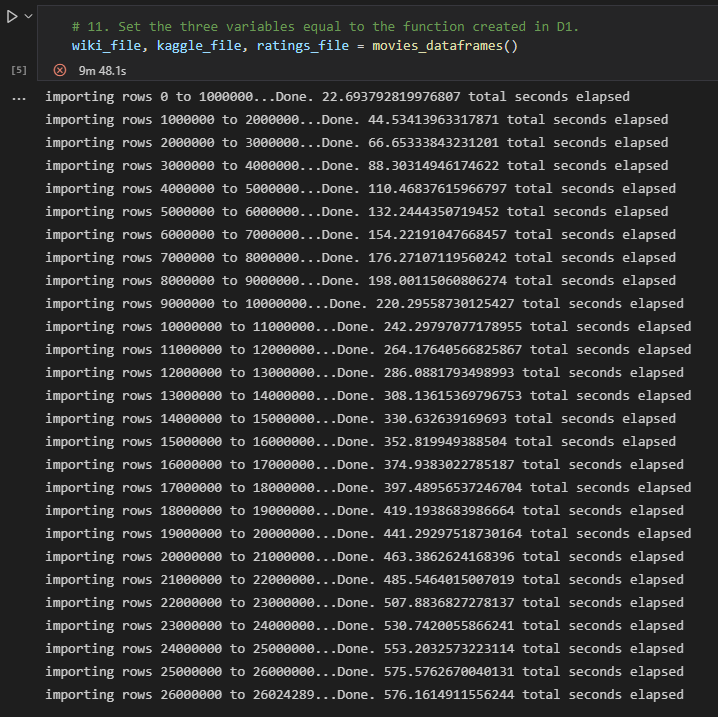 # 11. Set the three variables equal to the function created in D1.
wiki_file, kaggle_file, ratings_file = movies_dataframes()
[5]
9m 48.1s
...
importing rows 0 to 1000000...Done. 22.693792819976807 total seconds elapsed
importing rows 1000000 to 2000000...Done. 44.53413963317871 total seconds elapsed
importing rows 2000000 to 3000000...Done. 66.65333843231201 total seconds elapsed
importing rows 3000000 to 4000000...Done. 88.30314946174622 total seconds elapsed
importing rows 4000000 to 5000000...Done. 110.46837615966797 total seconds elapsed
importing rows 5000000 to 6000000...Done. 132.2444350719452 total seconds elapsed
importing rows 6000000 to 7000000...Done. 154.22191047668457 total seconds elapsed
importing rows 7000000 to 8000000...Done. 176.27107119560242 total seconds elapsed
importing rows 8000000 to 9000000...Done. 198.00115060806274 total seconds elapsed
importing rows 9000000 to 10000000...Done. 220.29558730125427 total seconds elapsed
importing rows 10000000 to 11000000...Done. 242.29797077178955 total seconds elapsed
importing rows 11000000 to 12000000...Done. 264.17640566825867 total seconds elapsed
importing rows 12000000 to 13000000...Done. 286.0881793498993 total seconds elapsed
importing rows 13000000 to 14000000...Done. 308.13615369796753 total seconds elapsed
importing rows 14000000 to 15000000...Done. 330.632639169693 total seconds elapsed
importing rows 15000000 to 16000000...Done. 352.819949388504 total seconds elapsed
importing rows 16000000 to 17000000...Done. 374.9383022785187 total seconds elapsed
importing rows 17000000 to 18000000...Done. 397.48956537246704 total seconds elapsed
importing rows 18000000 to 19000000...Done. 419.1938683986664 total seconds elapsed
importing rows 19000000 to 20000000...Done. 441.29297518730164 total seconds elapsed
importing rows 20000000 to 21000000...Done. 463.3862624168396 total seconds elapsed
importing rows 21000000 to 22000000...Done. 485.5464015007019 total seconds elapsed
importing rows 22000000 to 23000000...Done. 507.8836827278137 total seconds elapsed
importing rows 23000000 to 24000000...Done. 530.7420055866241 total seconds elapsed
importing rows 24000000 to 25000000...Done. 553.2032573223114 total seconds elapsed
importing rows 25000000 to 26000000...Done. 575.5762670040131 total seconds elapsed
importing rows 26000000 to 26024289...Done. 576.1614911556244 total seconds elapsed